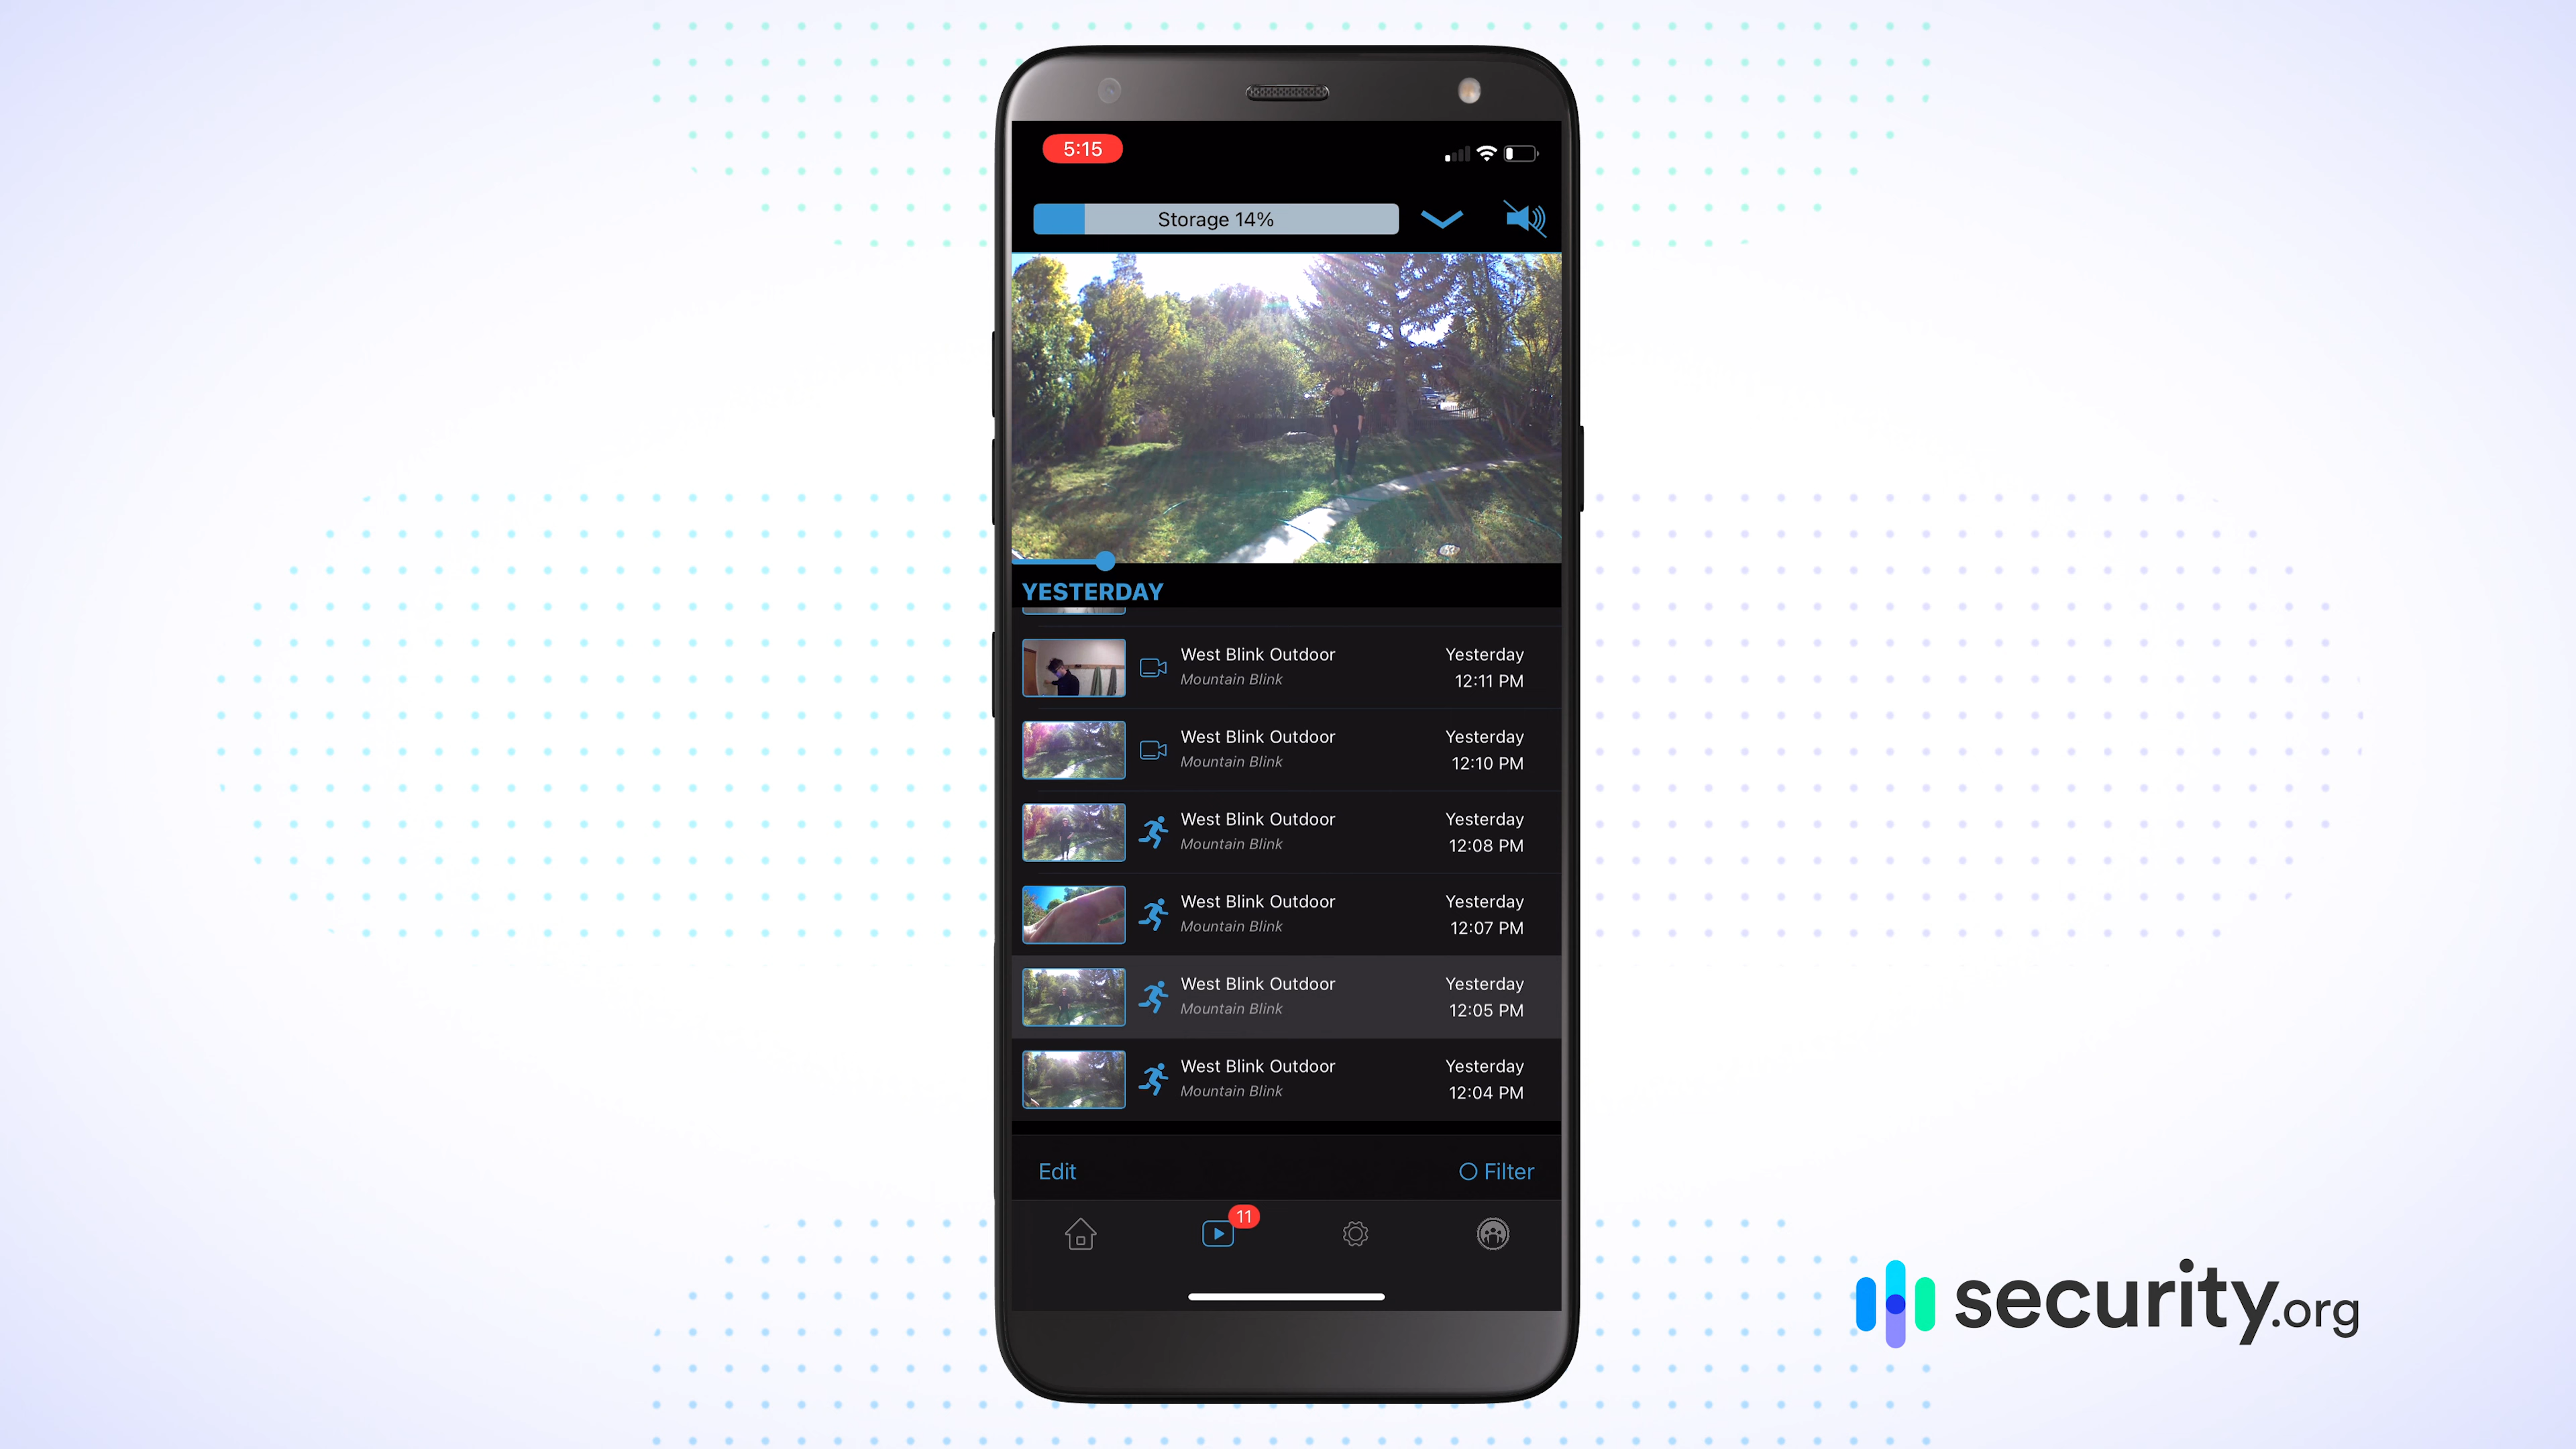 5:15
Storage 14%
YESTERDAY
West Blink Outdoor
Mountain Blink
Yesterday
12:11 PM
West Blink Outdoor
Mountain Blink
Yesterday
12:10 PM
West Blink Outdoor
Mountain Blink
Yesterday
12:08 PM
West Blink Outdoor
Mountain Blink
Yesterday
12:07 PM
West Blink Outdoor
Mountain Blink
Yesterday
12:05 PM
West Blink Outdoor
Mountain Blink
Yesterday
12:04 PM
Edit
Filter
11
security.org